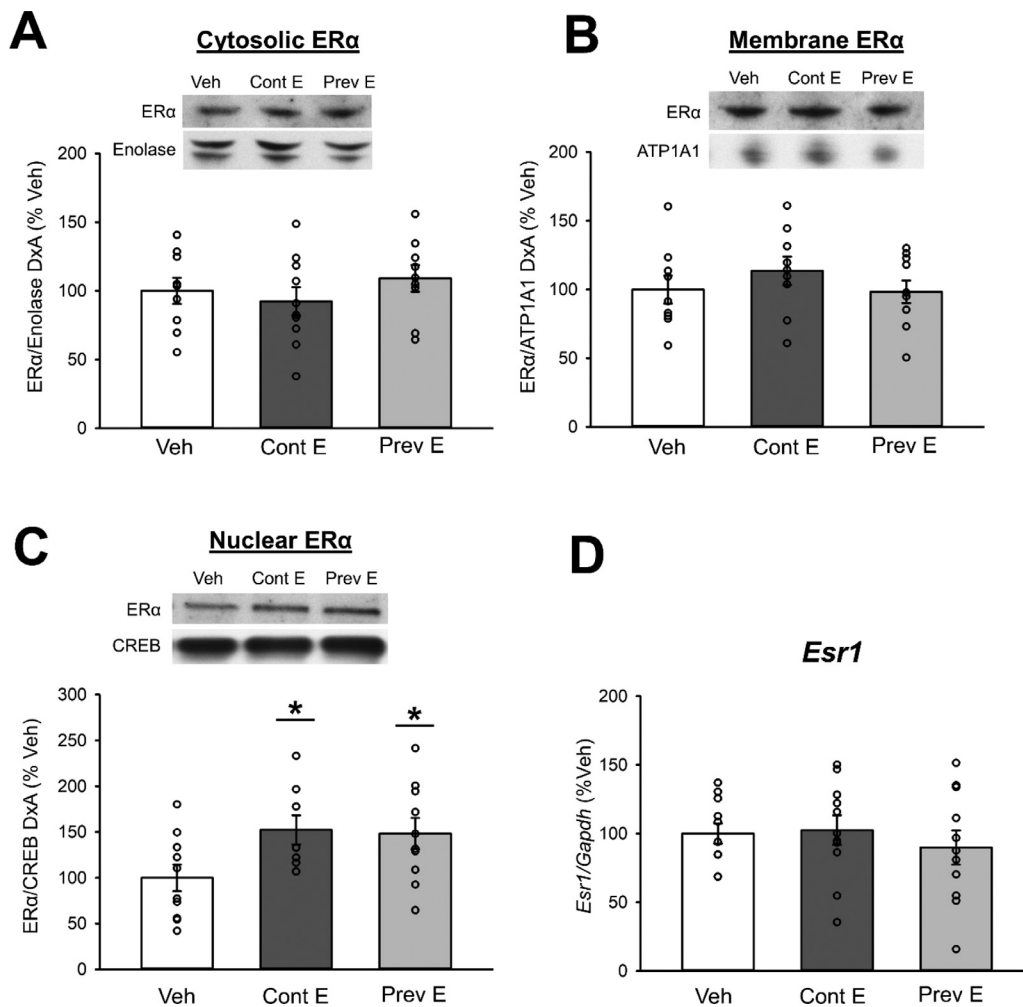 A
Cytosolic ERα
Veh Cont E Prev E
ERα
Enolase
ERα/Enolase DxA (% Veh)
200
150
100
50
0
Veh Cont E Prev E
B
Membrane ERα
Veh Cont E Prev E
ERα
ATP1A1
ERα/ATP1A1 DxA (% Veh)
200
150
100
50
0
Veh Cont E Prev E
C
Nuclear ERα
Veh Cont E Prev E
ERα
CREB
ERα/CREB DxA (% Veh)
300
250
200
150
100
50
0
* *
Veh Cont E Prev E
D
Esr1
Esr1/Gapdh (%Veh)
200
150
100
50
0
Veh Cont E Prev E